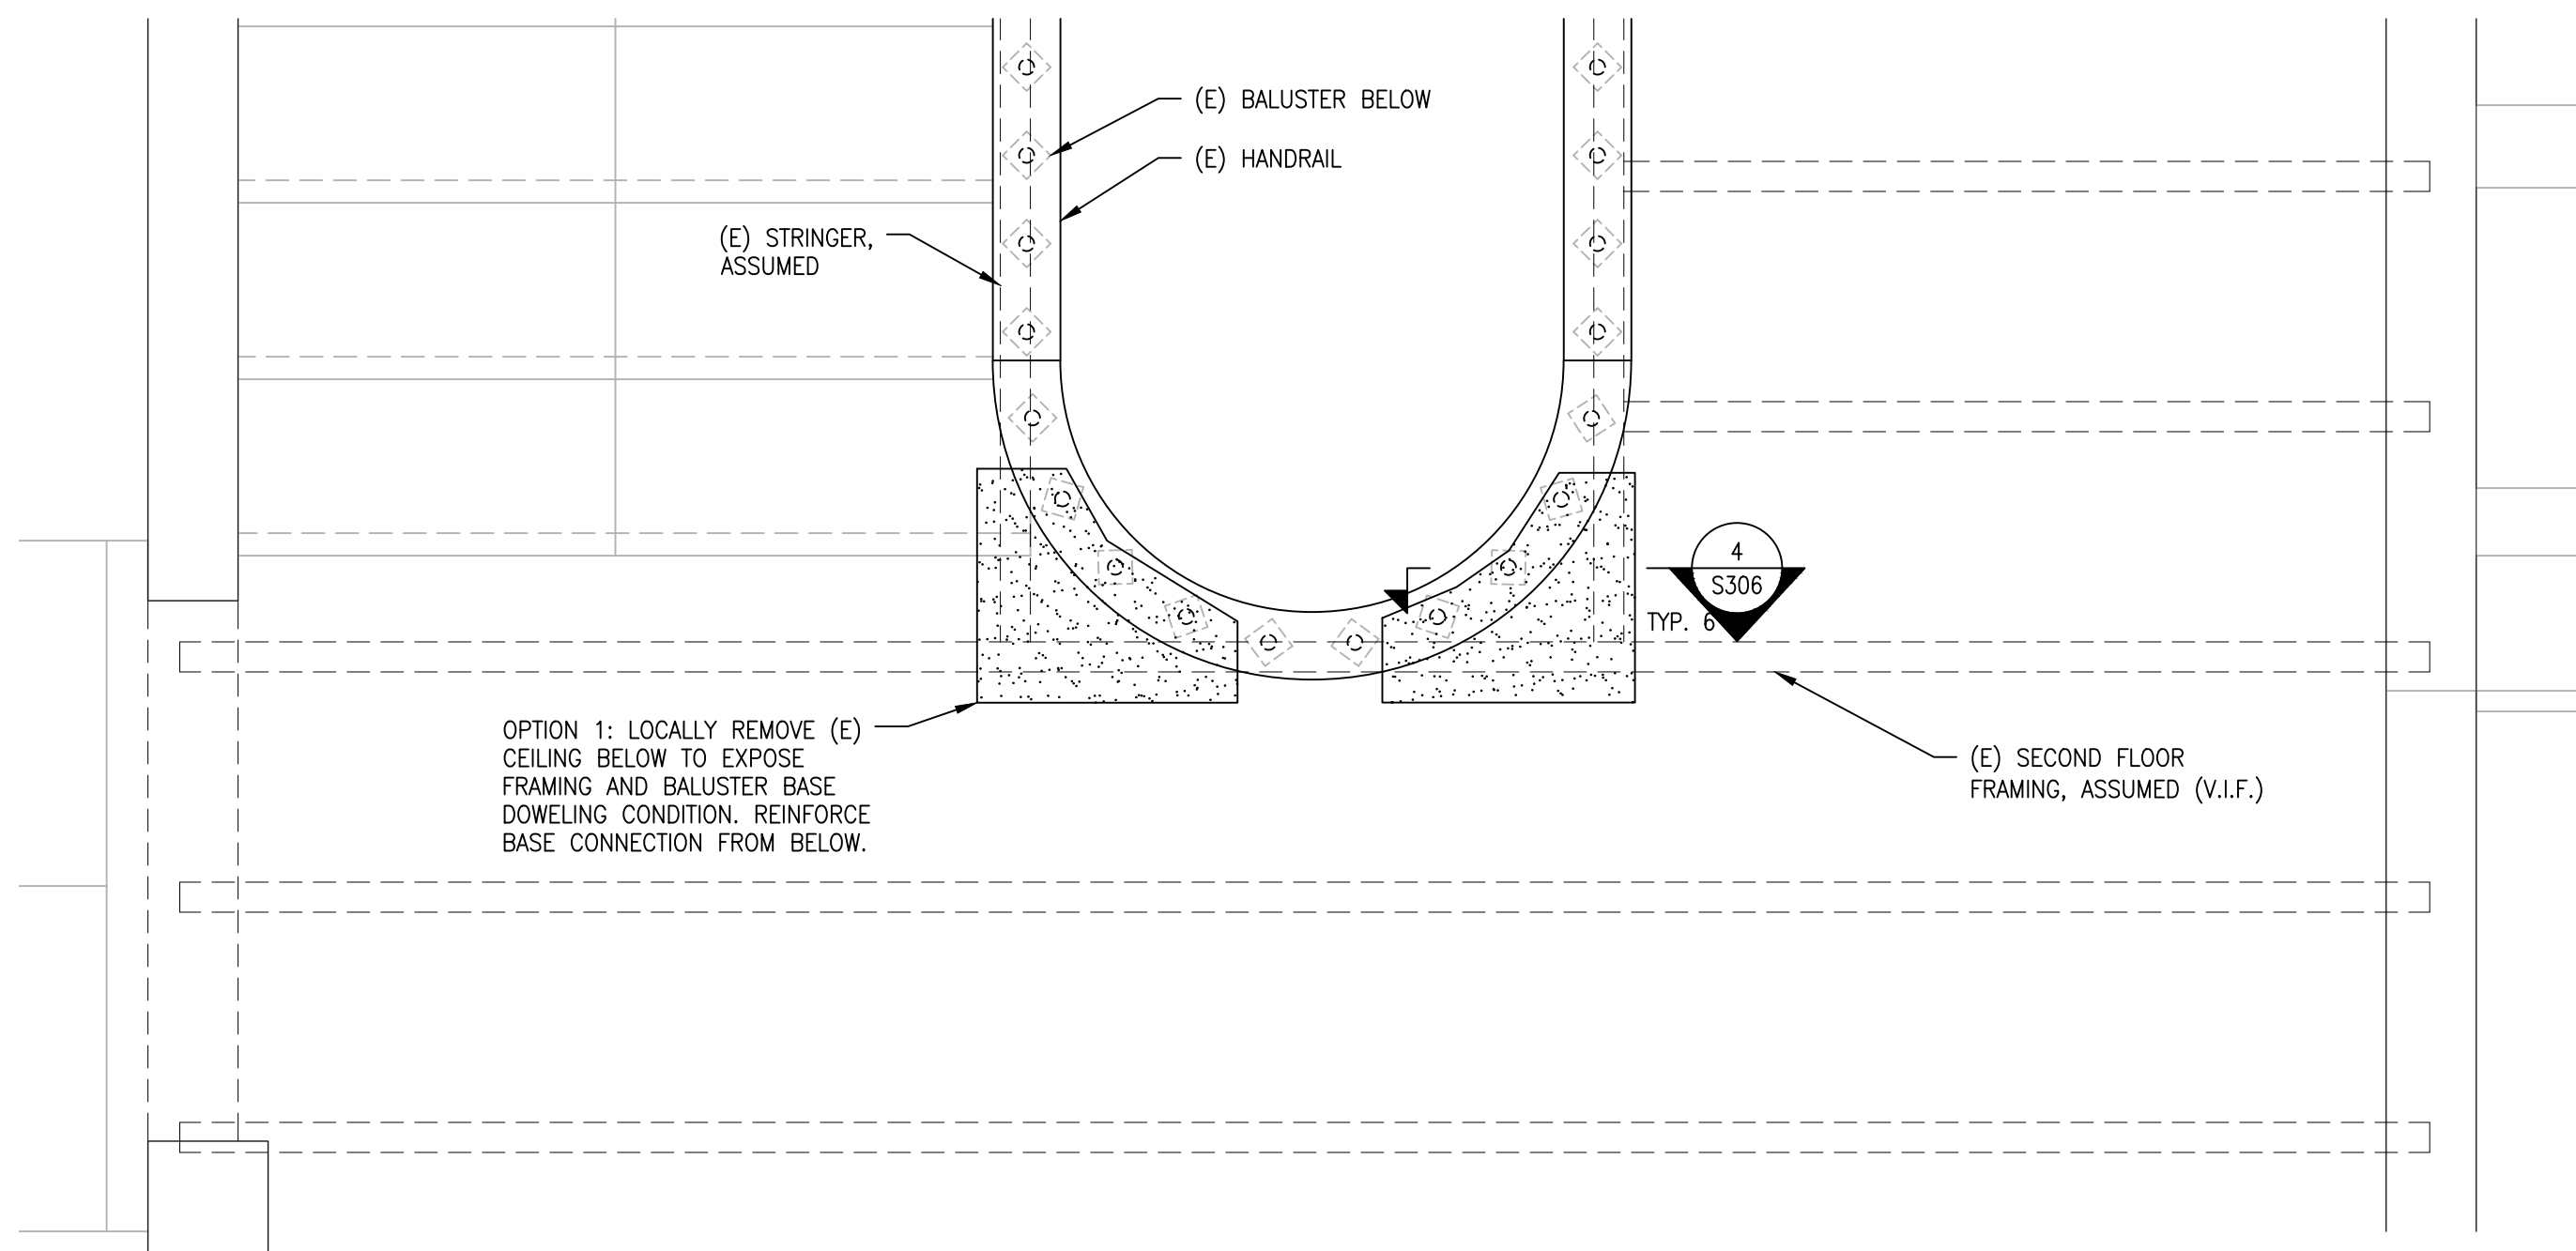 (E) BALUSTER BELOW
(E) HANDRAIL
(E) STRINGER,
ASSUMED
4
S306
TYP. 6
OPTION 1: LOCALLY REMOVE (E)
CEILING BELOW TO EXPOSE
FRAMING AND BALUSTER BASE
DOWELING CONDITION. REINFORCE
BASE CONNECTION FROM BELOW.
(E) SECOND FLOOR
FRAMING, ASSUMED (V.I.F.)